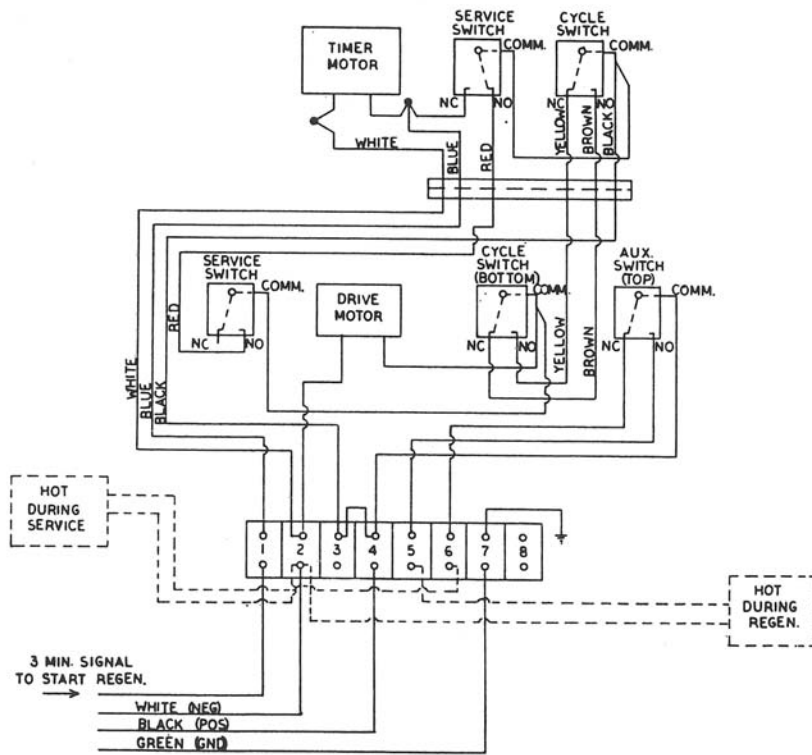 SERVICE
SWITCH
CYCLE
SWITCH
TIMER
MOTOR
COMM.
COMM.
NC
NO
NC
NO
WHITE
BLUE
RED
YELLOW
BROWN
BLACK
SERVICE
SWITCH
COMM.
NC
NO
DRIVE
MOTOR
CYCLE
SWITCH
(BOTTOM)
COMM.
NC
NO
AUX.
SWITCH
(TOP)
COMM.
NC
NO
RED
YELLOW
BROWN
WHITE
BLUE
BLACK
HOT
DURING
SERVICE
1 2 3 4 5 6 7 8
HOT
DURING
REGEN.
3 MIN. SIGNAL
TO START REGEN.
WHITE (NEG)
BLACK (POS)
GREEN (GND)